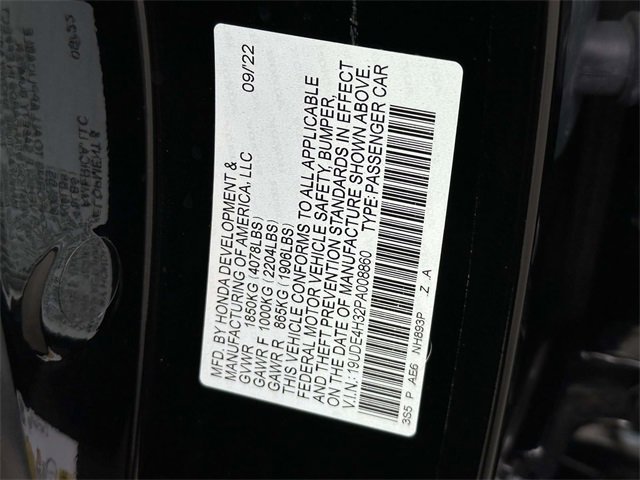 MFD. BY HONDA DEVELOPMENT & 09/'22
MANUFACTURING OF AMERICA, LLC
GVWR 1850KG (4078LBS)
GAWR F 1000KG (2204LBS)
GAWR R 865KG (1906LBS)
THIS VEHICLE CONFORMS TO ALL APPLICABLE
FEDERAL MOTOR VEHICLE SAFETY, BUMPER,
AND THEFT PREVENTION STANDARDS IN EFFECT
ON THE DATE OF MANUFACTURE SHOWN ABOVE.
V.I.N.: 19UDE4H32PA008860 TYPE:PASSENGER CAR
3S5 P AE6 NH893P Z A